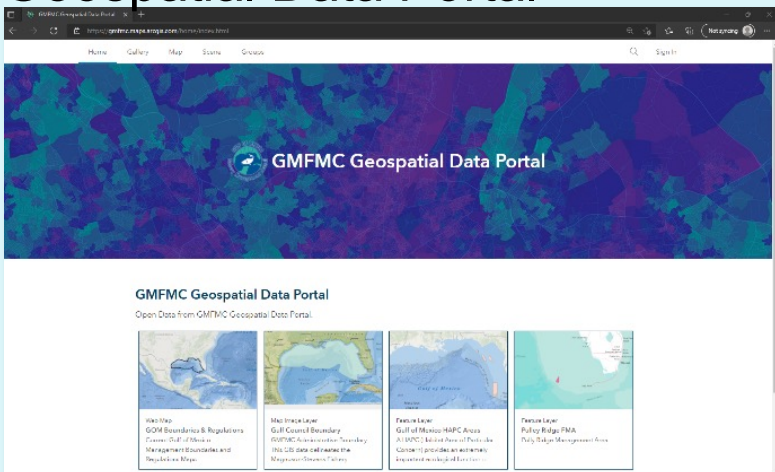 Geospatial Data Portal
GMFMC Geospatial Data Portal
https://gmfmc.maps.arcgis.com/home/index.html
Not syncing
Home Gallery Map Scene Groups Sign In
GMFMC Geospatial Data Portal
GMFMC Geospatial Data Portal
Open Data from GMFMC Geospatial Data Portal.
Gulf of Mexico
Web Map
GOM Boundaries & Regulations
Current Gulf of Mexico
Management Boundaries and
Regulations Maps
Map Image Layer
Gulf Council Boundary
GMFMC Administrative Boundary
This GIS data delineates the
Magnuson-Stevens Fishery
Feature Layer
Gulf of Mexico HAPC Areas
A HAPC (Habitat Area of Particular
Concern) provides an extremely
important ecological function
Feature Layer
Pulley Ridge FMA
Pully Ridge Management Area